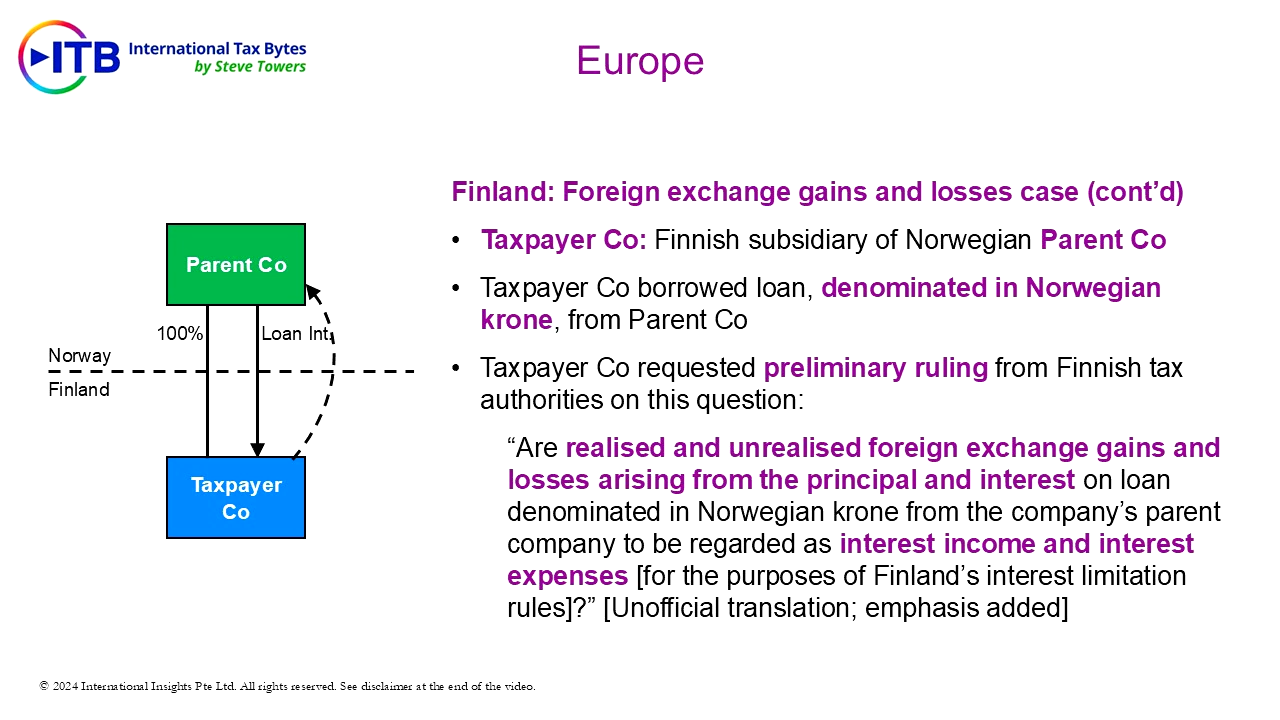 ITB International Tax Bytes
by Steve Towers
Europe
Finland: Foreign exchange gains and losses case (cont’d)
• Taxpayer Co: Finnish subsidiary of Norwegian Parent Co
• Taxpayer Co borrowed loan, denominated in Norwegian
krone, from Parent Co
• Taxpayer Co requested preliminary ruling from Finnish tax
authorities on this question:
“Are realised and unrealised foreign exchange gains and
losses arising from the principal and interest on loan
denominated in Norwegian krone from the company’s parent
company to be regarded as interest income and interest
expenses [for the purposes of Finland’s interest limitation
rules]?” [Unofficial translation; emphasis added]
Parent Co
100%
Loan
Int.
Norway
Finland
Taxpayer
Co
© 2024 International Insights Pte Ltd. All rights reserved. See disclaimer at the end of the video.